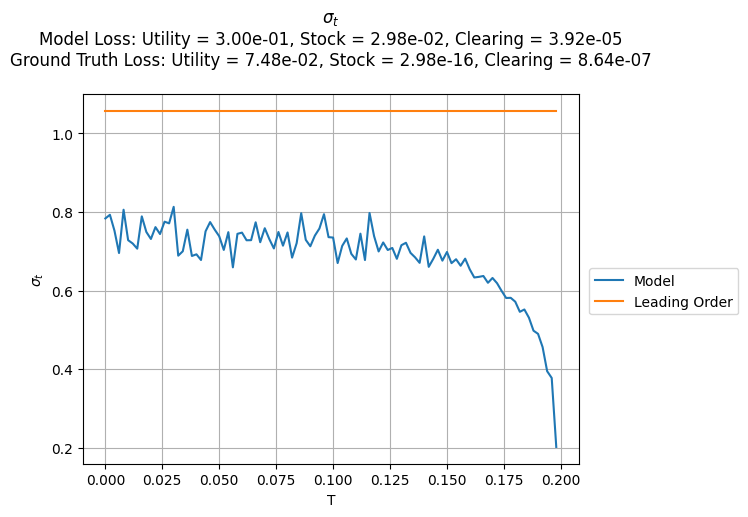 σt
Model Loss: Utility = 3.00e-01, Stock = 2.98e-02, Clearing = 3.92e-05
Ground Truth Loss: Utility = 7.48e-02, Stock = 2.98e-16, Clearing = 8.64e-07
1.0
0.8
0.6
0.4
0.2
σt
0.000 0.025 0.050 0.075 0.100 0.125 0.150 0.175 0.200
T
Model
Leading Order